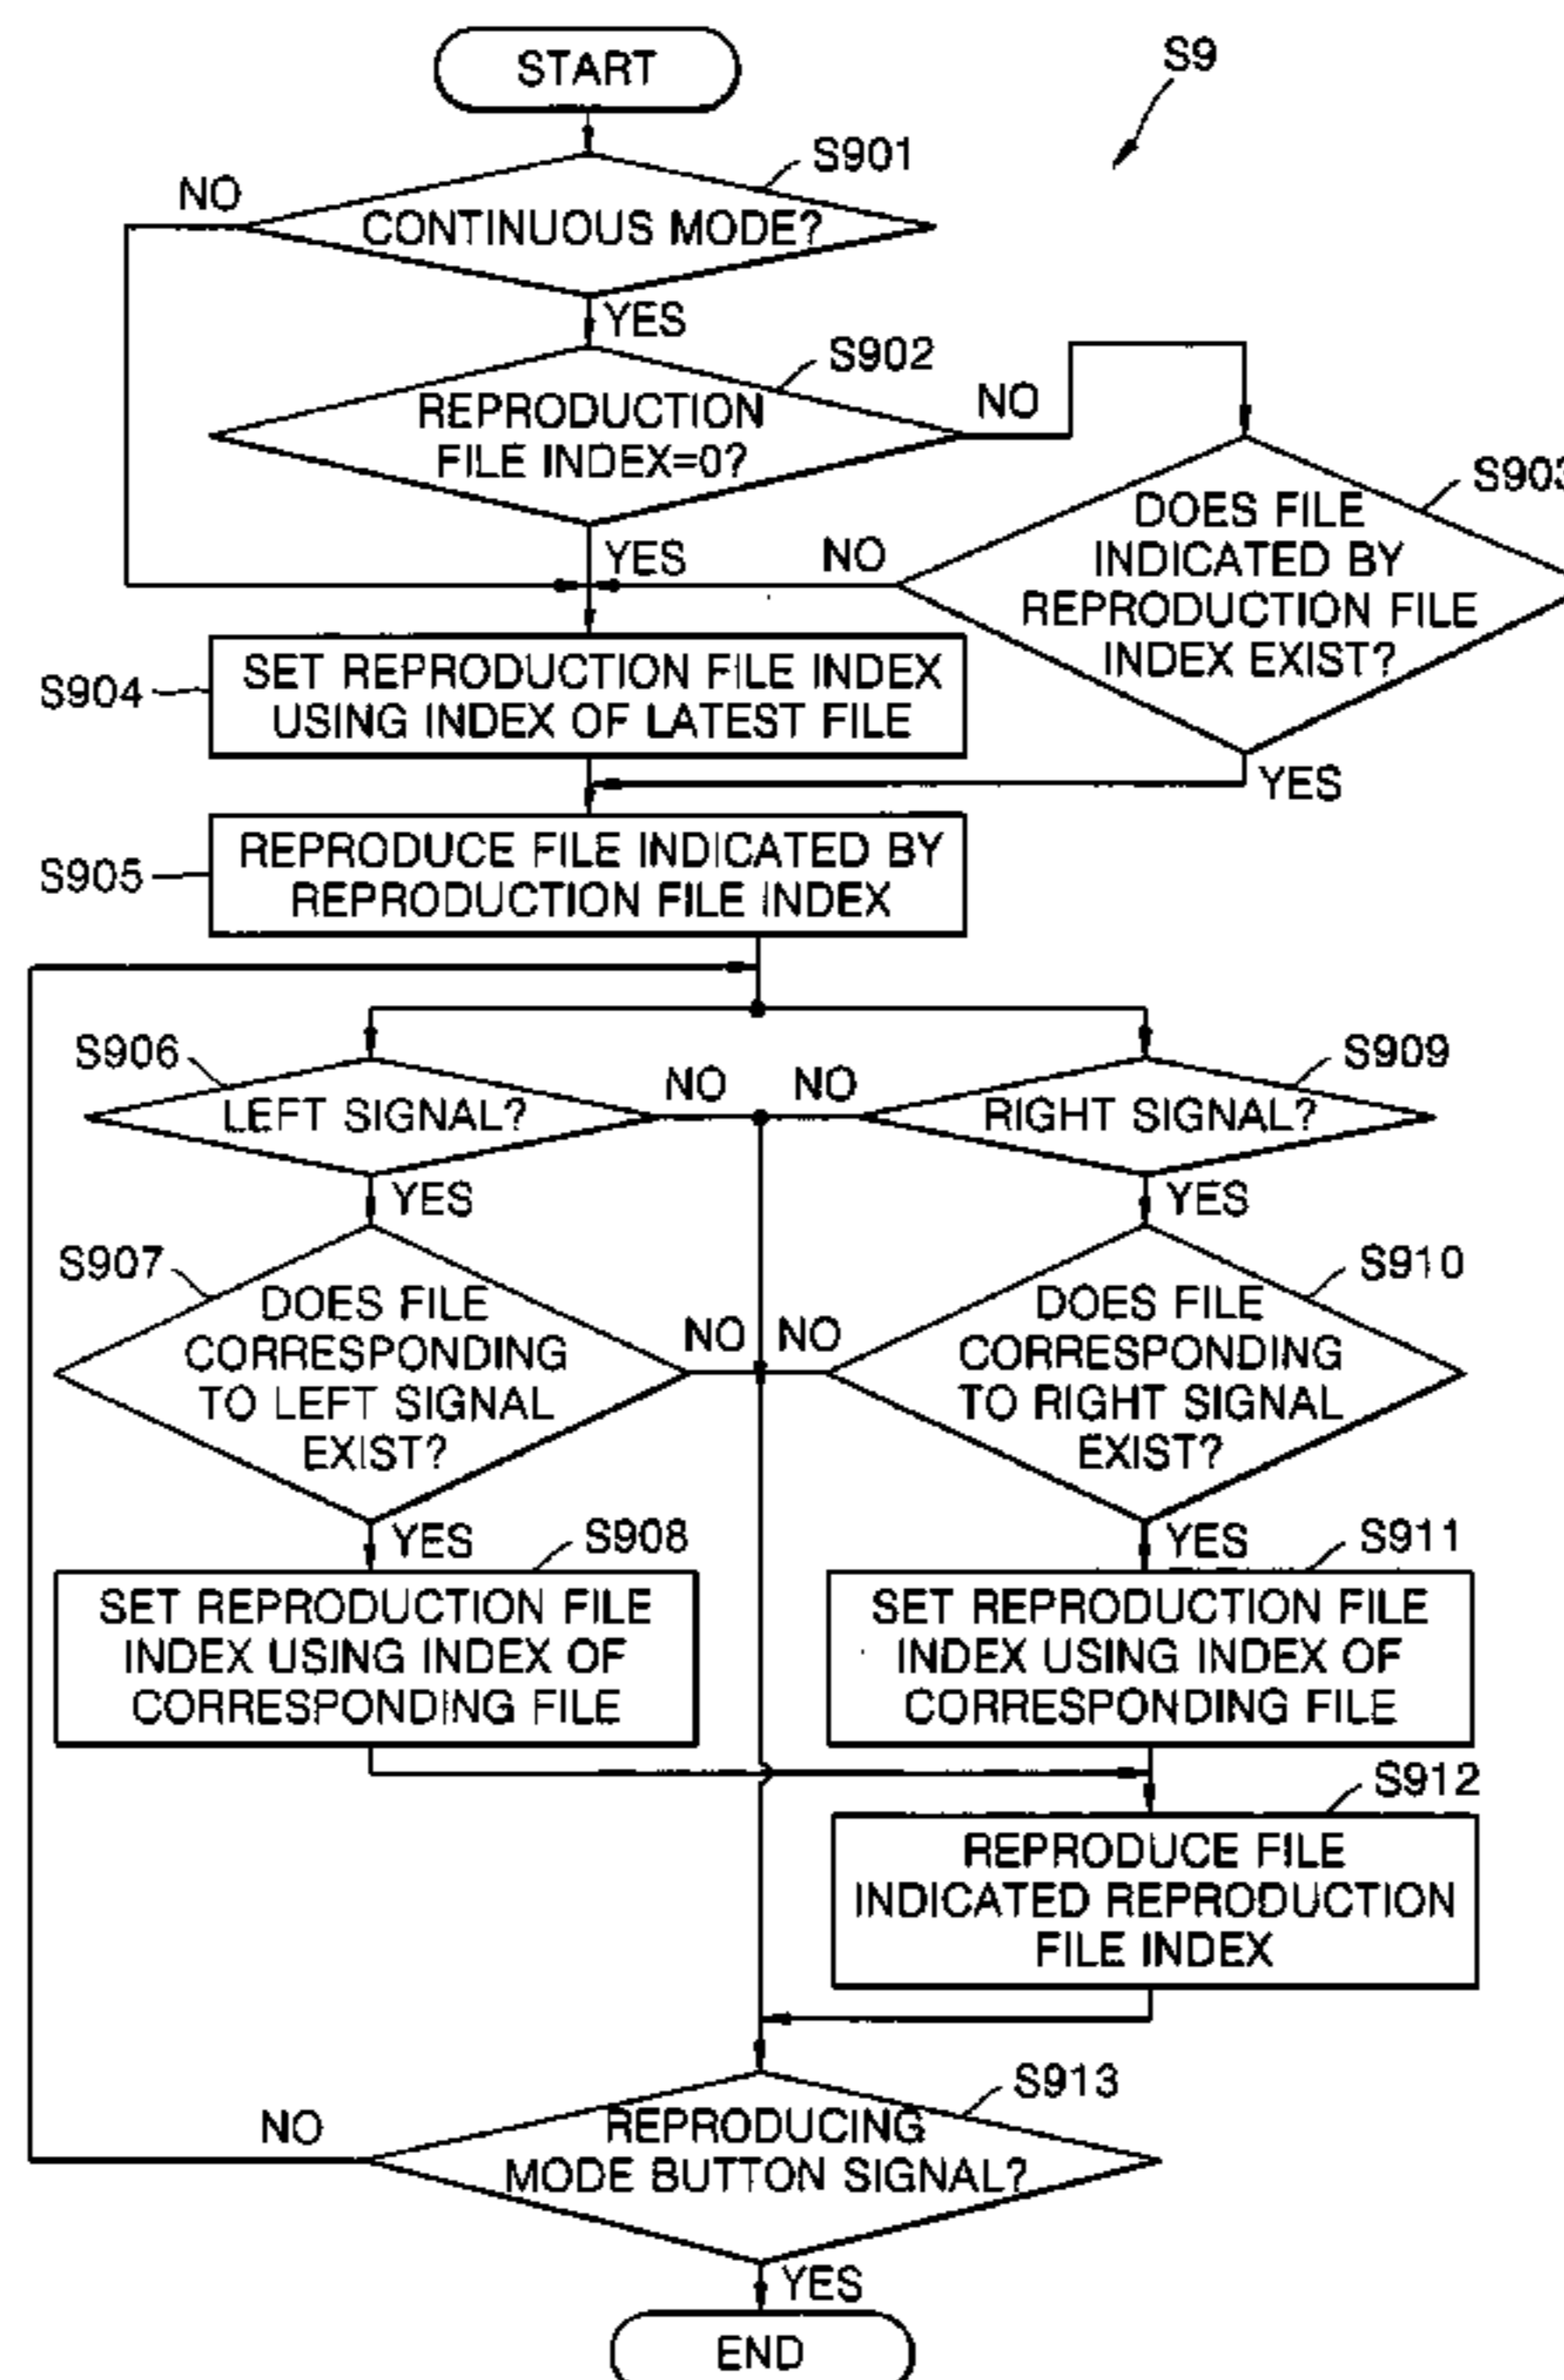 START
S9
S901
NO
CONTINUOUS MODE?
YES
S902
REPRODUCTION
FILE INDEX=0?
NO
YES
S903
DOES FILE
INDICATED BY
REPRODUCTION FILE
INDEX EXIST?
NO
YES
S904
SET REPRODUCTION FILE INDEX
USING INDEX OF LATEST FILE
S905
REPRODUCE FILE INDICATED BY
REPRODUCTION FILE INDEX
S906
LEFT SIGNAL?
NO
NO
S909
RIGHT SIGNAL?
YES
YES
S907
DOES FILE
CORRESPONDING
TO LEFT SIGNAL
EXIST?
NO
NO
S910
DOES FILE
CORRESPONDING
TO RIGHT SIGNAL
EXIST?
YES
YES
S908
SET REPRODUCTION FILE
INDEX USING INDEX OF
CORRESPONDING FILE
S911
SET REPRODUCTION FILE
INDEX USING INDEX OF
CORRESPONDING FILE
S912
REPRODUCE FILE
INDICATED REPRODUCTION
FILE INDEX
S913
REPRODUCING
MODE BUTTON SIGNAL?
NO
YES
END